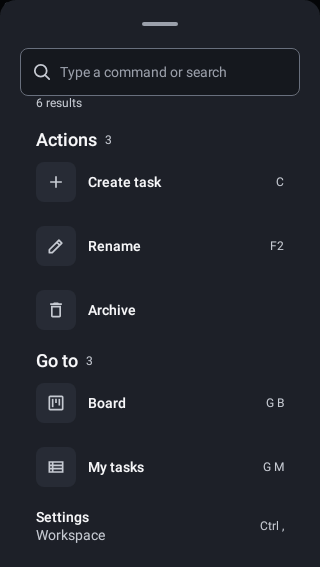 Type a command or search
6 results
Actions 3
Create task C
Rename F2
Archive
Go to 3
Board G B
My tasks G M
Settings
Workspace
Ctrl ,